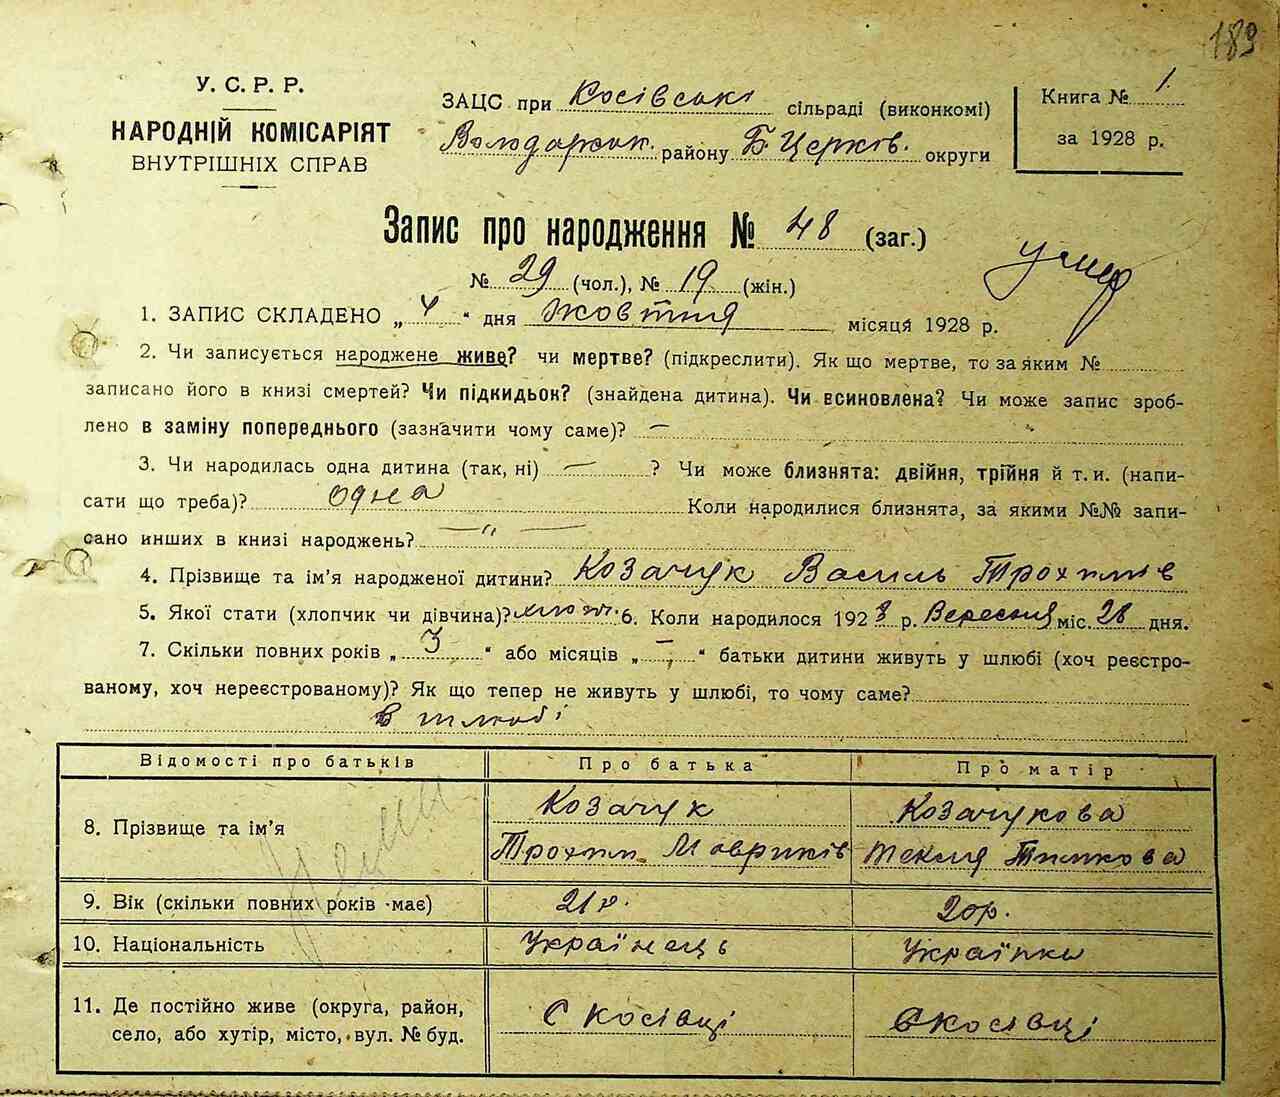 189
У. С. Р. Р.
НАРОДНІЙ КОМІСАРІЯТ
ВНУТРІШНІХ СПРАВ
ЗАЦС при Косівські сільраді (виконкомі)
Володарськ. району Б. Церків. округи
Книга № 1.
за 1928 р.
Запис про народження № 48 (заг.)
№ 29 (чол.), № 19 (жін.)
умер
1. ЗАПИС СКЛАДЕНО „ 4 “ дня жовтня місяця 1928 р.
2. Чи записується народжене живе? чи мертве? (підкреслити). Як що мертве, то за яким №
записано його в книзі смертей? Чи підкидьок? (знайдена дитина). Чи всиновлена? Чи може запис зроб-
лено в заміну попереднього (зазначити чому саме)? —
3. Чи народилась одна дитина (так, ні) — ? Чи може близнята: двійня, трійня й т. и. (напи-
сати що треба)? одна Коли народилися близнята, за якими №№ запи-
сано инших в книзі народжень? — „ —
4. Прізвище та ім’я народженої дитини? Козачук Василь Трохимів
5. Якої стати (хлопчик чи дівчина)? 6. Коли народилося 1928 р. Вересня міс. 28 дня.
7. Скільки повних років „ 3 “ або місяців „ — “ батьки дитини живуть у шлюбі (хоч реєстро-
ваному, хоч нереєстрованому)? Як що тепер не живуть у шлюбі, то чому саме?
в шлюбі
Відомості про батьків Про батька Про матір
8. Прізвище та ім’я
Козачук Козачукова
Трохим Мавриків Текля Тимкова
9. Вік (скільки повних років має) 21 р. 20 р.
10. Національність Українець Українки
11. Де постійно живе (округа, район,
село, або хутір, місто, вул. № буд.
С Косівці С Косівці